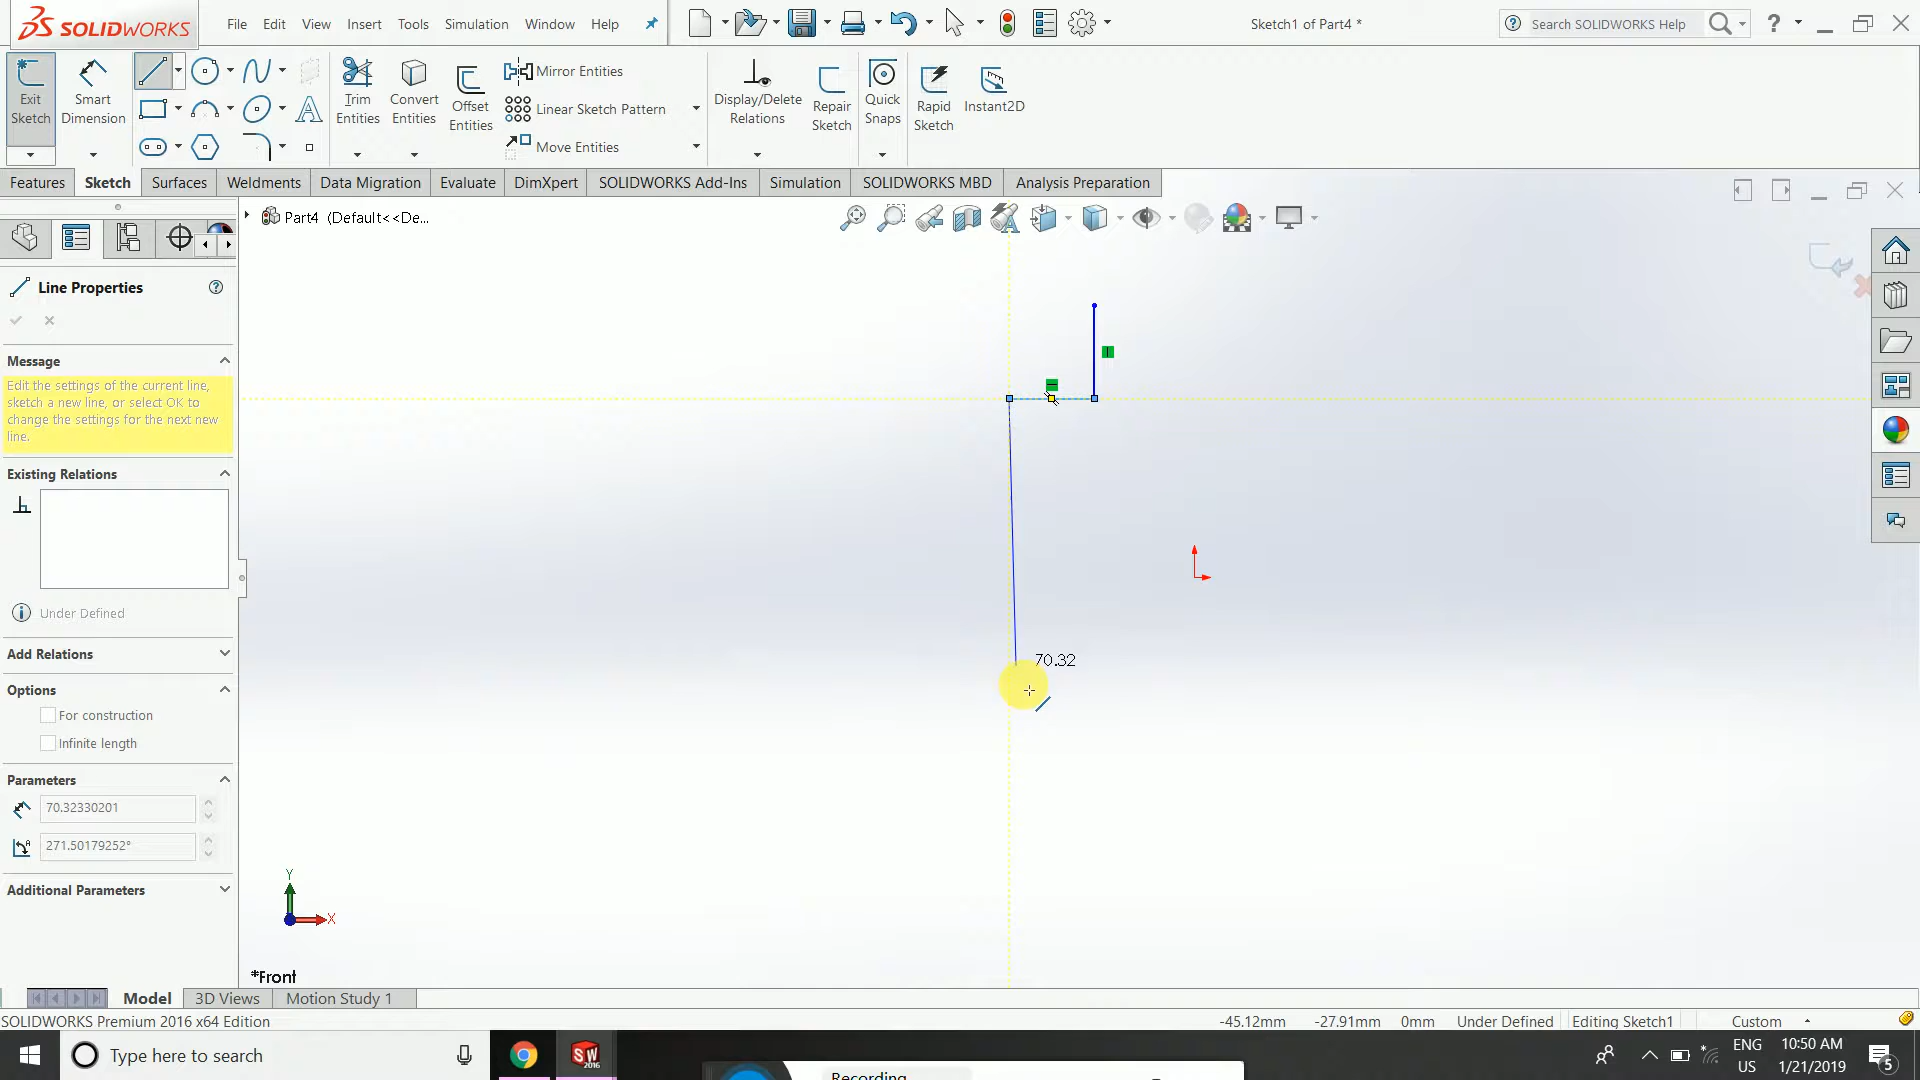 SOLIDWORKS
File Edit View Insert Tools Simulation Window Help
Sketch1 of Part4 *
Search SOLIDWORKS Help
Exit Sketch
Smart Dimension
Trim Entities
Convert Entities
Offset Entities
Mirror Entities
Linear Sketch Pattern
Move Entities
Display/Delete Relations
Repair Sketch
Quick Snaps
Rapid Sketch
Instant2D
Features Sketch Surfaces Weldments Data Migration Evaluate DimXpert SOLIDWORKS Add-Ins Simulation SOLIDWORKS MBD Analysis Preparation
Part4 (Default<<De...
Line Properties
Message
Edit the settings of the current line,
sketch a new line, or select OK to
change the settings for the next new
line.
Existing Relations
Under Defined
Add Relations
Options
For construction
Infinite length
Parameters
70.32330201
271.50179252°
Additional Parameters
70.32
Y
X
*Front
Model 3D Views Motion Study 1
SOLIDWORKS Premium 2016 x64 Edition
-45.12mm -27.91mm 0mm Under Defined Editing Sketch1 Custom
Type here to search
SW
2016
Recording
ENG
US
10:50 AM
1/21/2019
5